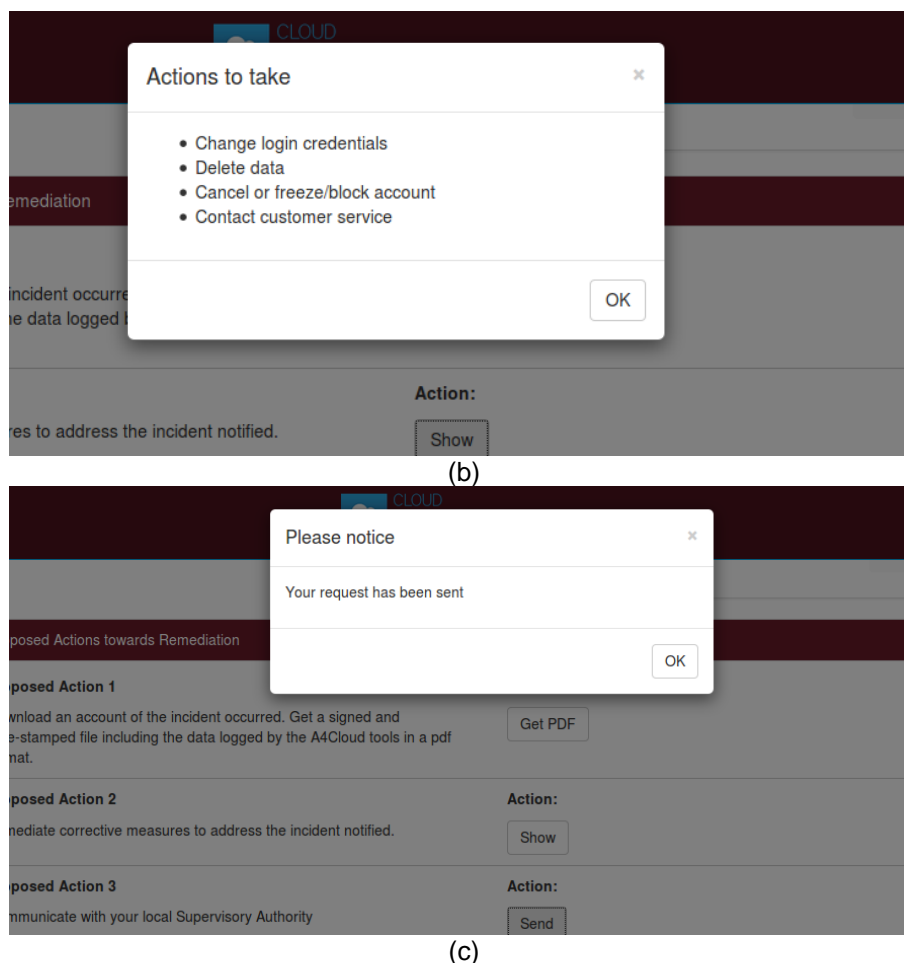 CLOUD
Actions to take ×
• Change login credentials
• Delete data
• Cancel or freeze/block account
• Contact customer service
emediation
incident occurre
OK
e data logged
Action:
res to address the incident notified.
Show
(b)
CLOUD
Please notice ×
Your request has been sent
posed Actions towards Remediation
OK
posed Action 1
wnload an account of the incident occurred. Get a signed and
Get PDF
e-stamped file including the data logged by the A4Cloud tools in a pdf
mat.
posed Action 2 Action:
mediate corrective measures to address the incident notified.
Show
posed Action 3 Action:
mmunicate with your local Supervisory Authority
Send
(c)